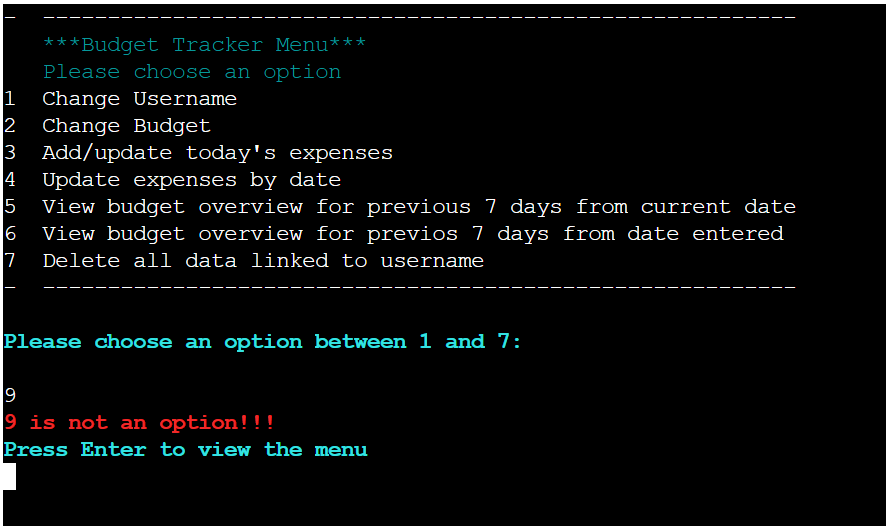 -  ----------------------------------------------------------
***Budget Tracker Menu***
Please choose an option
1  Change Username
2  Change Budget
3  Add/update today's expenses
4  Update expenses by date
5  View budget overview for previous 7 days from current date
6  View budget overview for previos 7 days from date entered
7  Delete all data linked to username
-  ----------------------------------------------------------
Please choose an option between 1 and 7:
9
9 is not an option!!!
Press Enter to view the menu